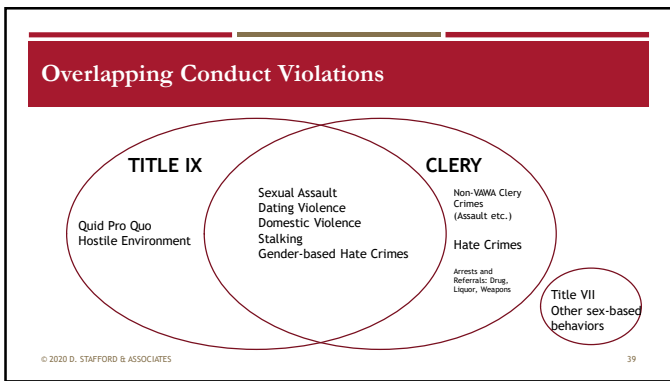 Overlapping Conduct Violations
TITLE IX
Quid Pro Quo
Hostile Environment
Sexual Assault
Dating Violence
Domestic Violence
Stalking
Gender-based Hate Crimes
CLERY
Non-VAWA Clery
Crimes
(Assault etc.)
Hate Crimes
Arrests and
Referrals: Drug,
Liquor, Weapons
Title VII
Other sex-based
behaviors
© 2020 D. STAFFORD & ASSOCIATES
39